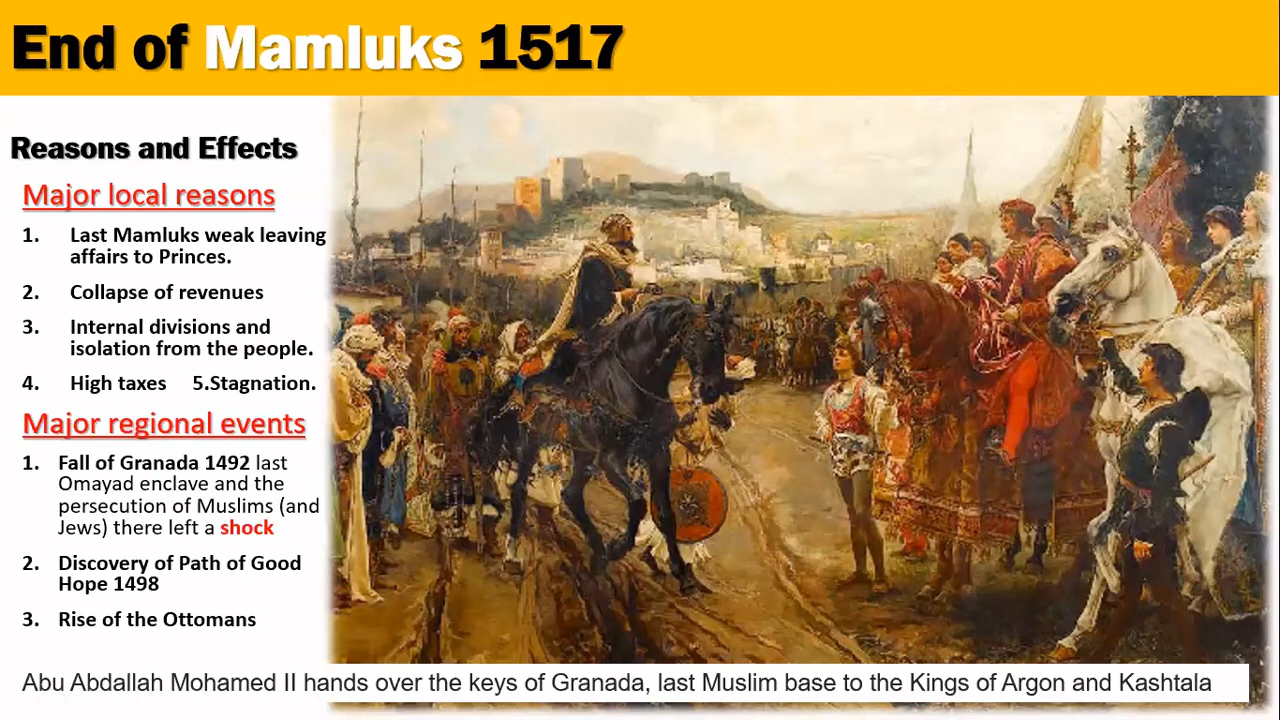 End of Mamluks 1517
Reasons and Effects
Major local reasons
1. Last Mamluks weak leaving
affairs to Princes.
2. Collapse of revenues
3. Internal divisions and
isolation from the people.
4. High taxes 5.Stagnation.
Major regional events
1. Fall of Granada 1492 last
Omayad enclave and the
persecution of Muslims (and
Jews) there left a shock
2. Discovery of Path of Good
Hope 1498
3. Rise of the Ottomans
Abu Abdallah Mohamed II hands over the keys of Granada, last Muslim base to the Kings of Argon and Kashtala